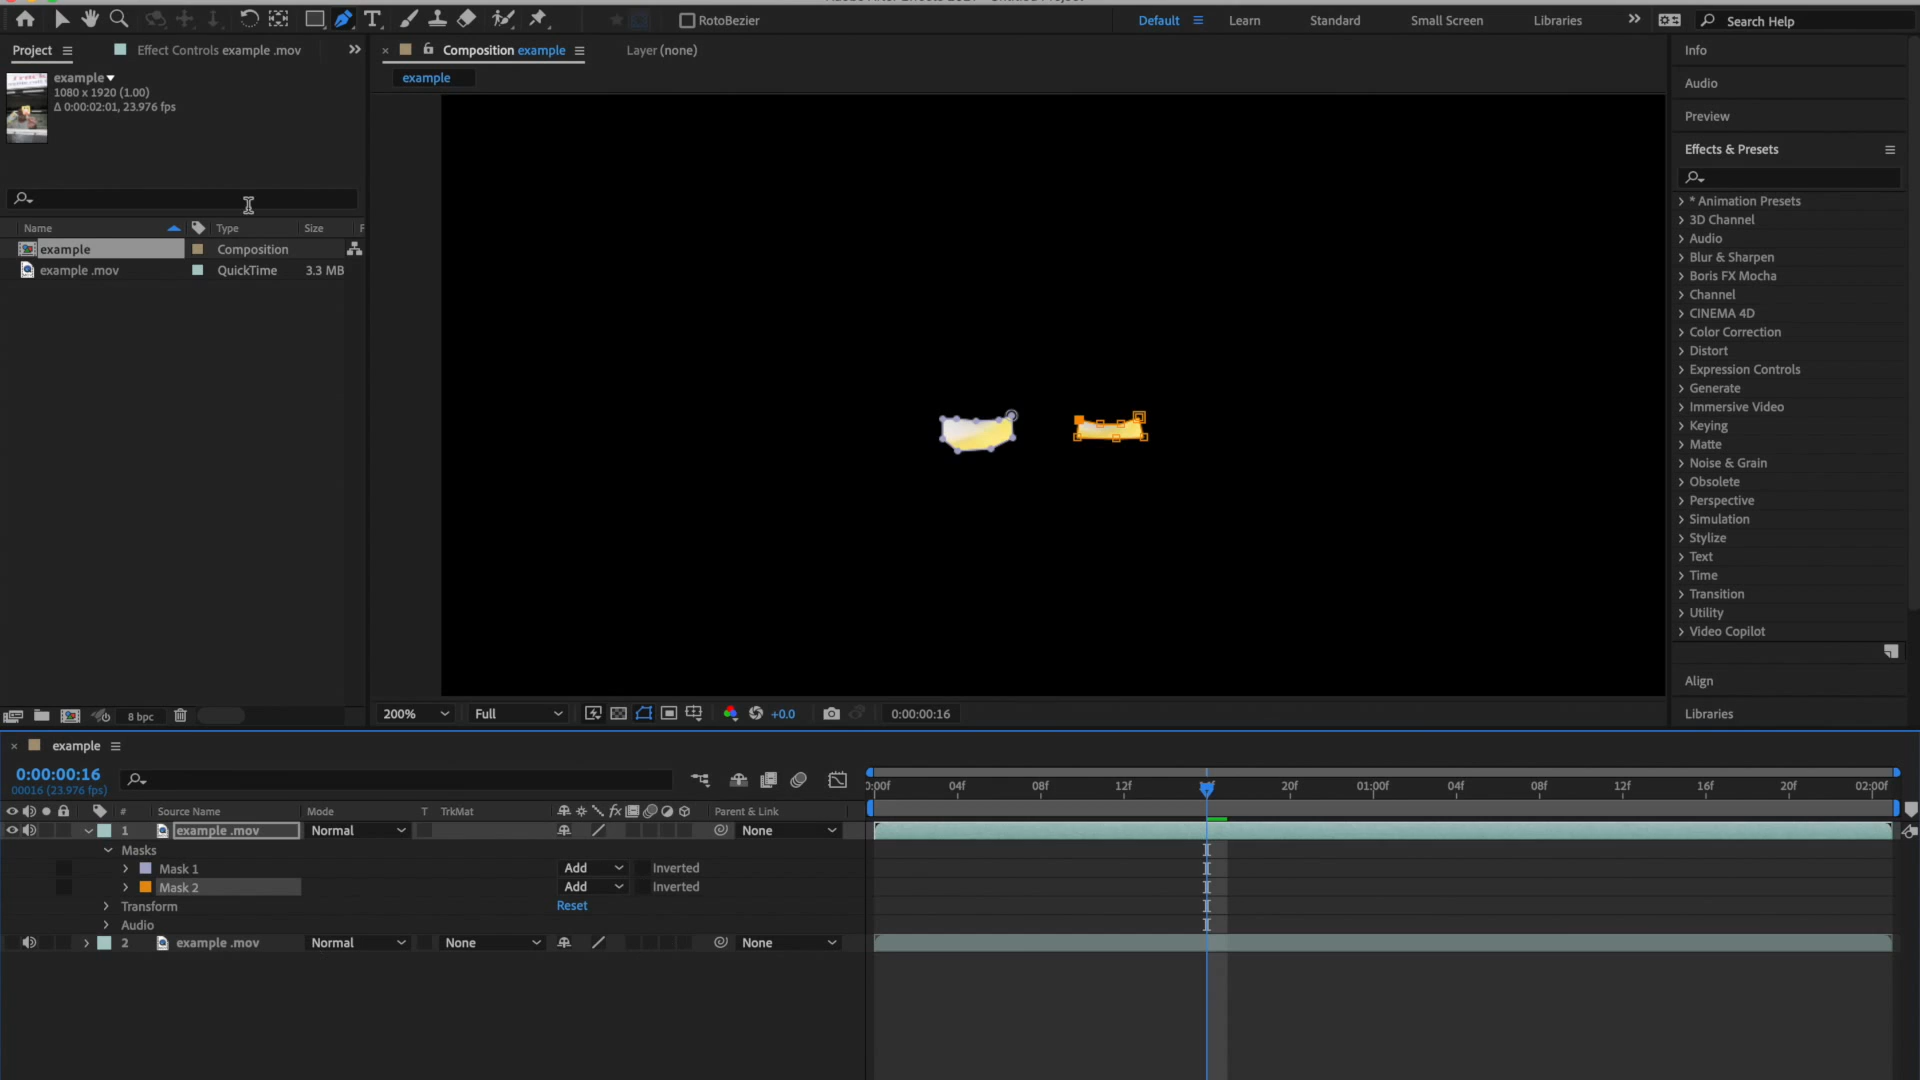 RotoBezier
Default
Learn
Standard
Small Screen
Libraries
Search Help
Project
Effect Controls example .mov
Composition example
Layer (none)
Info
example
1080 x 1920 (1.00)
Δ 0:00:02:01, 23.976 fps
example
Audio
Preview
Effects & Presets
* Animation Presets
3D Channel
Audio
Blur & Sharpen
Boris FX Mocha
Channel
CINEMA 4D
Color Correction
Distort
Expression Controls
Generate
Immersive Video
Keying
Matte
Noise & Grain
Obsolete
Perspective
Simulation
Stylize
Text
Time
Transition
Utility
Video Copilot
Align
Libraries
Name Type Size F
example Composition
example .mov QuickTime 3.3 MB
8 bpc
200% Full +0.0 0:00:00:16
example
0:00:00:16
00016 (23.976 fps)
0:00f 04f 08f 12f 20f 01:00f 04f 08f 12f 16f 20f 02:00f
# Source Name Mode T TrkMat fx Parent & Link
1 example .mov Normal None
Masks
Mask 1 Add Inverted
Mask 2 Add Inverted
Transform Reset
Audio
2 example .mov Normal None None